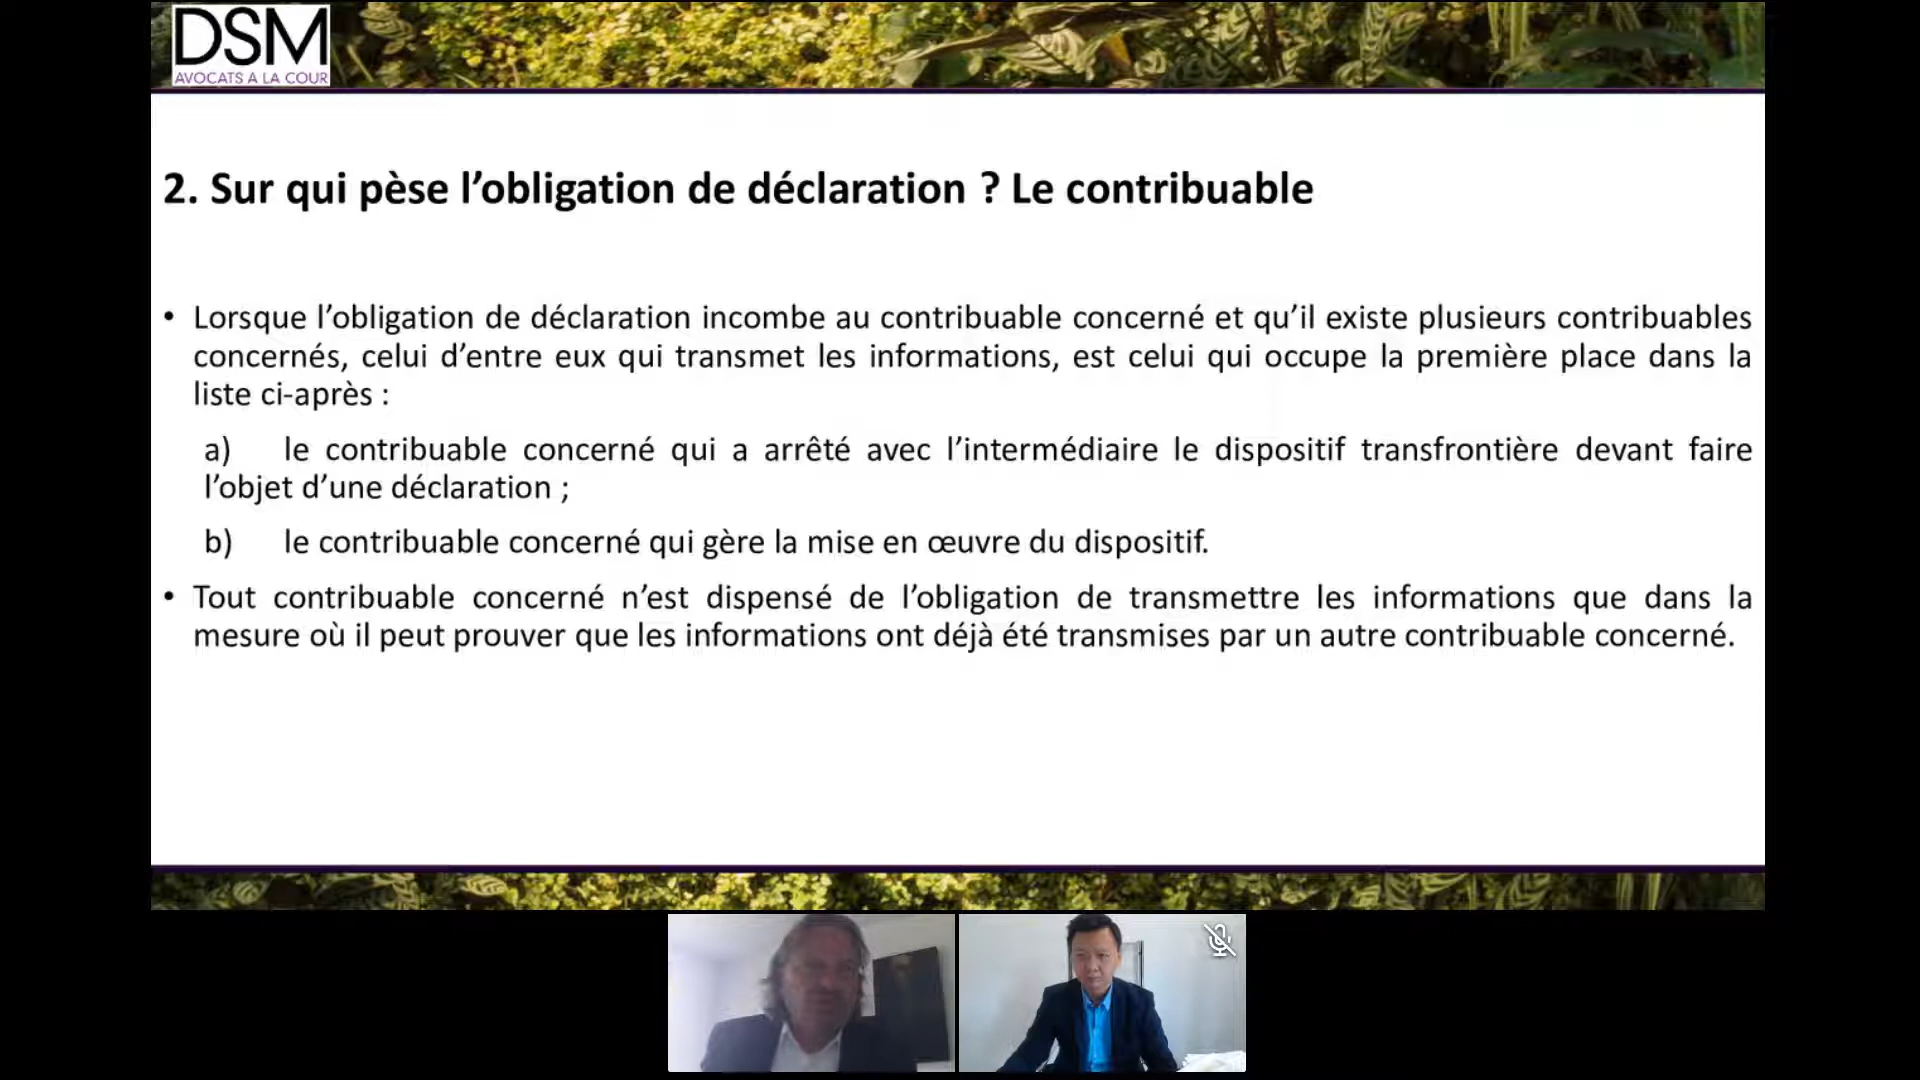 DSM
AVOCATS A LA COUR
2. Sur qui pèse l’obligation de déclaration ? Le contribuable
• Lorsque l’obligation de déclaration incombe au contribuable concerné et qu’il existe plusieurs contribuables
concernés, celui d’entre eux qui transmet les informations, est celui qui occupe la première place dans la
liste ci-après :
a) le contribuable concerné qui a arrêté avec l’intermédiaire le dispositif transfrontière devant faire
l’objet d’une déclaration ;
b) le contribuable concerné qui gère la mise en œuvre du dispositif.
• Tout contribuable concerné n’est dispensé de l’obligation de transmettre les informations que dans la
mesure où il peut prouver que les informations ont déjà été transmises par un autre contribuable concerné.